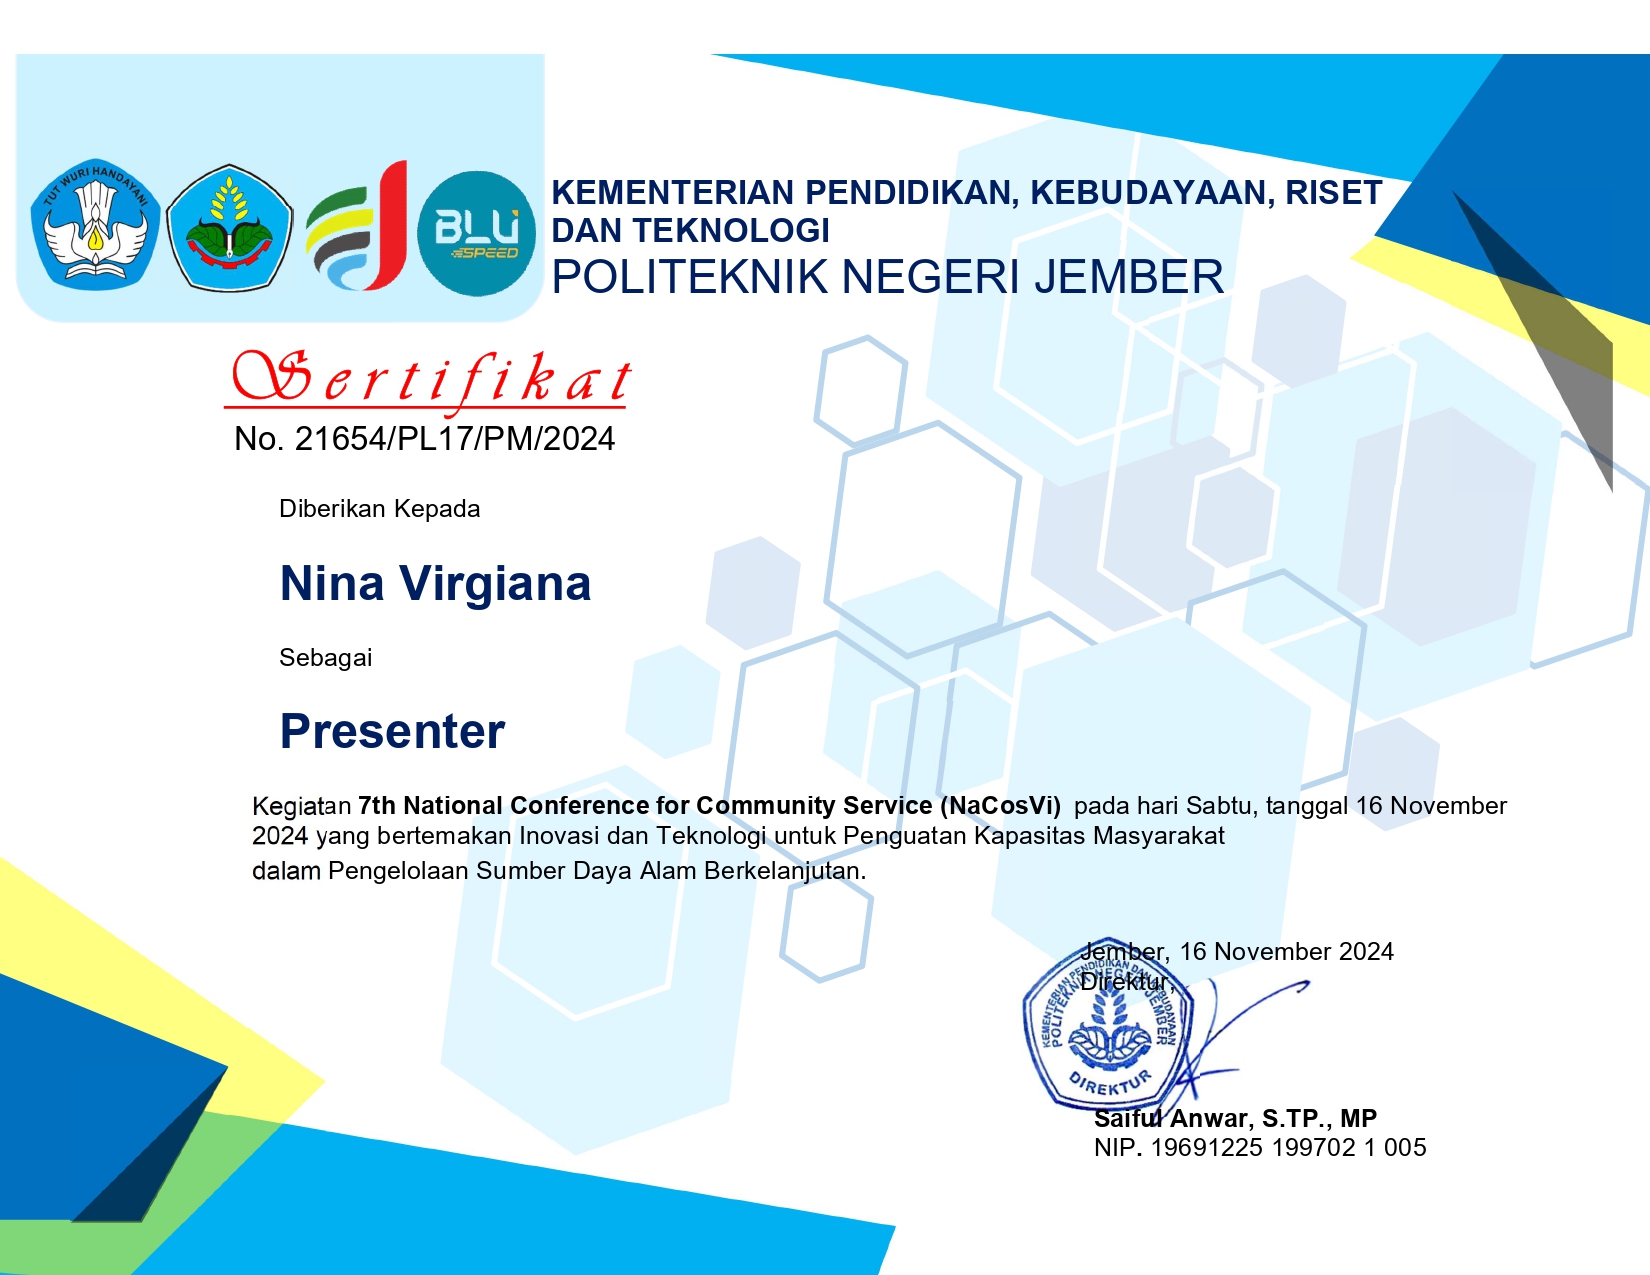 TUT WURI HANDAYANI
BLU
SPEED
KEMENTERIAN PENDIDIKAN, KEBUDAYAAN, RISET
DAN TEKNOLOGI
POLITEKNIK NEGERI JEMBER
Sertifikat
No. 21654/PL17/PM/2024
Diberikan Kepada
Nina Virgiana
Sebagai
Presenter
Kegiatan 7th National Conference for Community Service (NaCosVi) pada hari Sabtu, tanggal 16 November
2024 yang bertemakan Inovasi dan Teknologi untuk Penguatan Kapasitas Masyarakat
dalam Pengelolaan Sumber Daya Alam Berkelanjutan.
Jember, 16 November 2024
Direktur,
KEMENTERIAN PENDIDIKAN DAN KEBUDAYAAN
POLITEKNIK NEGERI JEMBER
DIREKTUR
Saiful Anwar, S.TP., MP
NIP. 19691225 199702 1 005